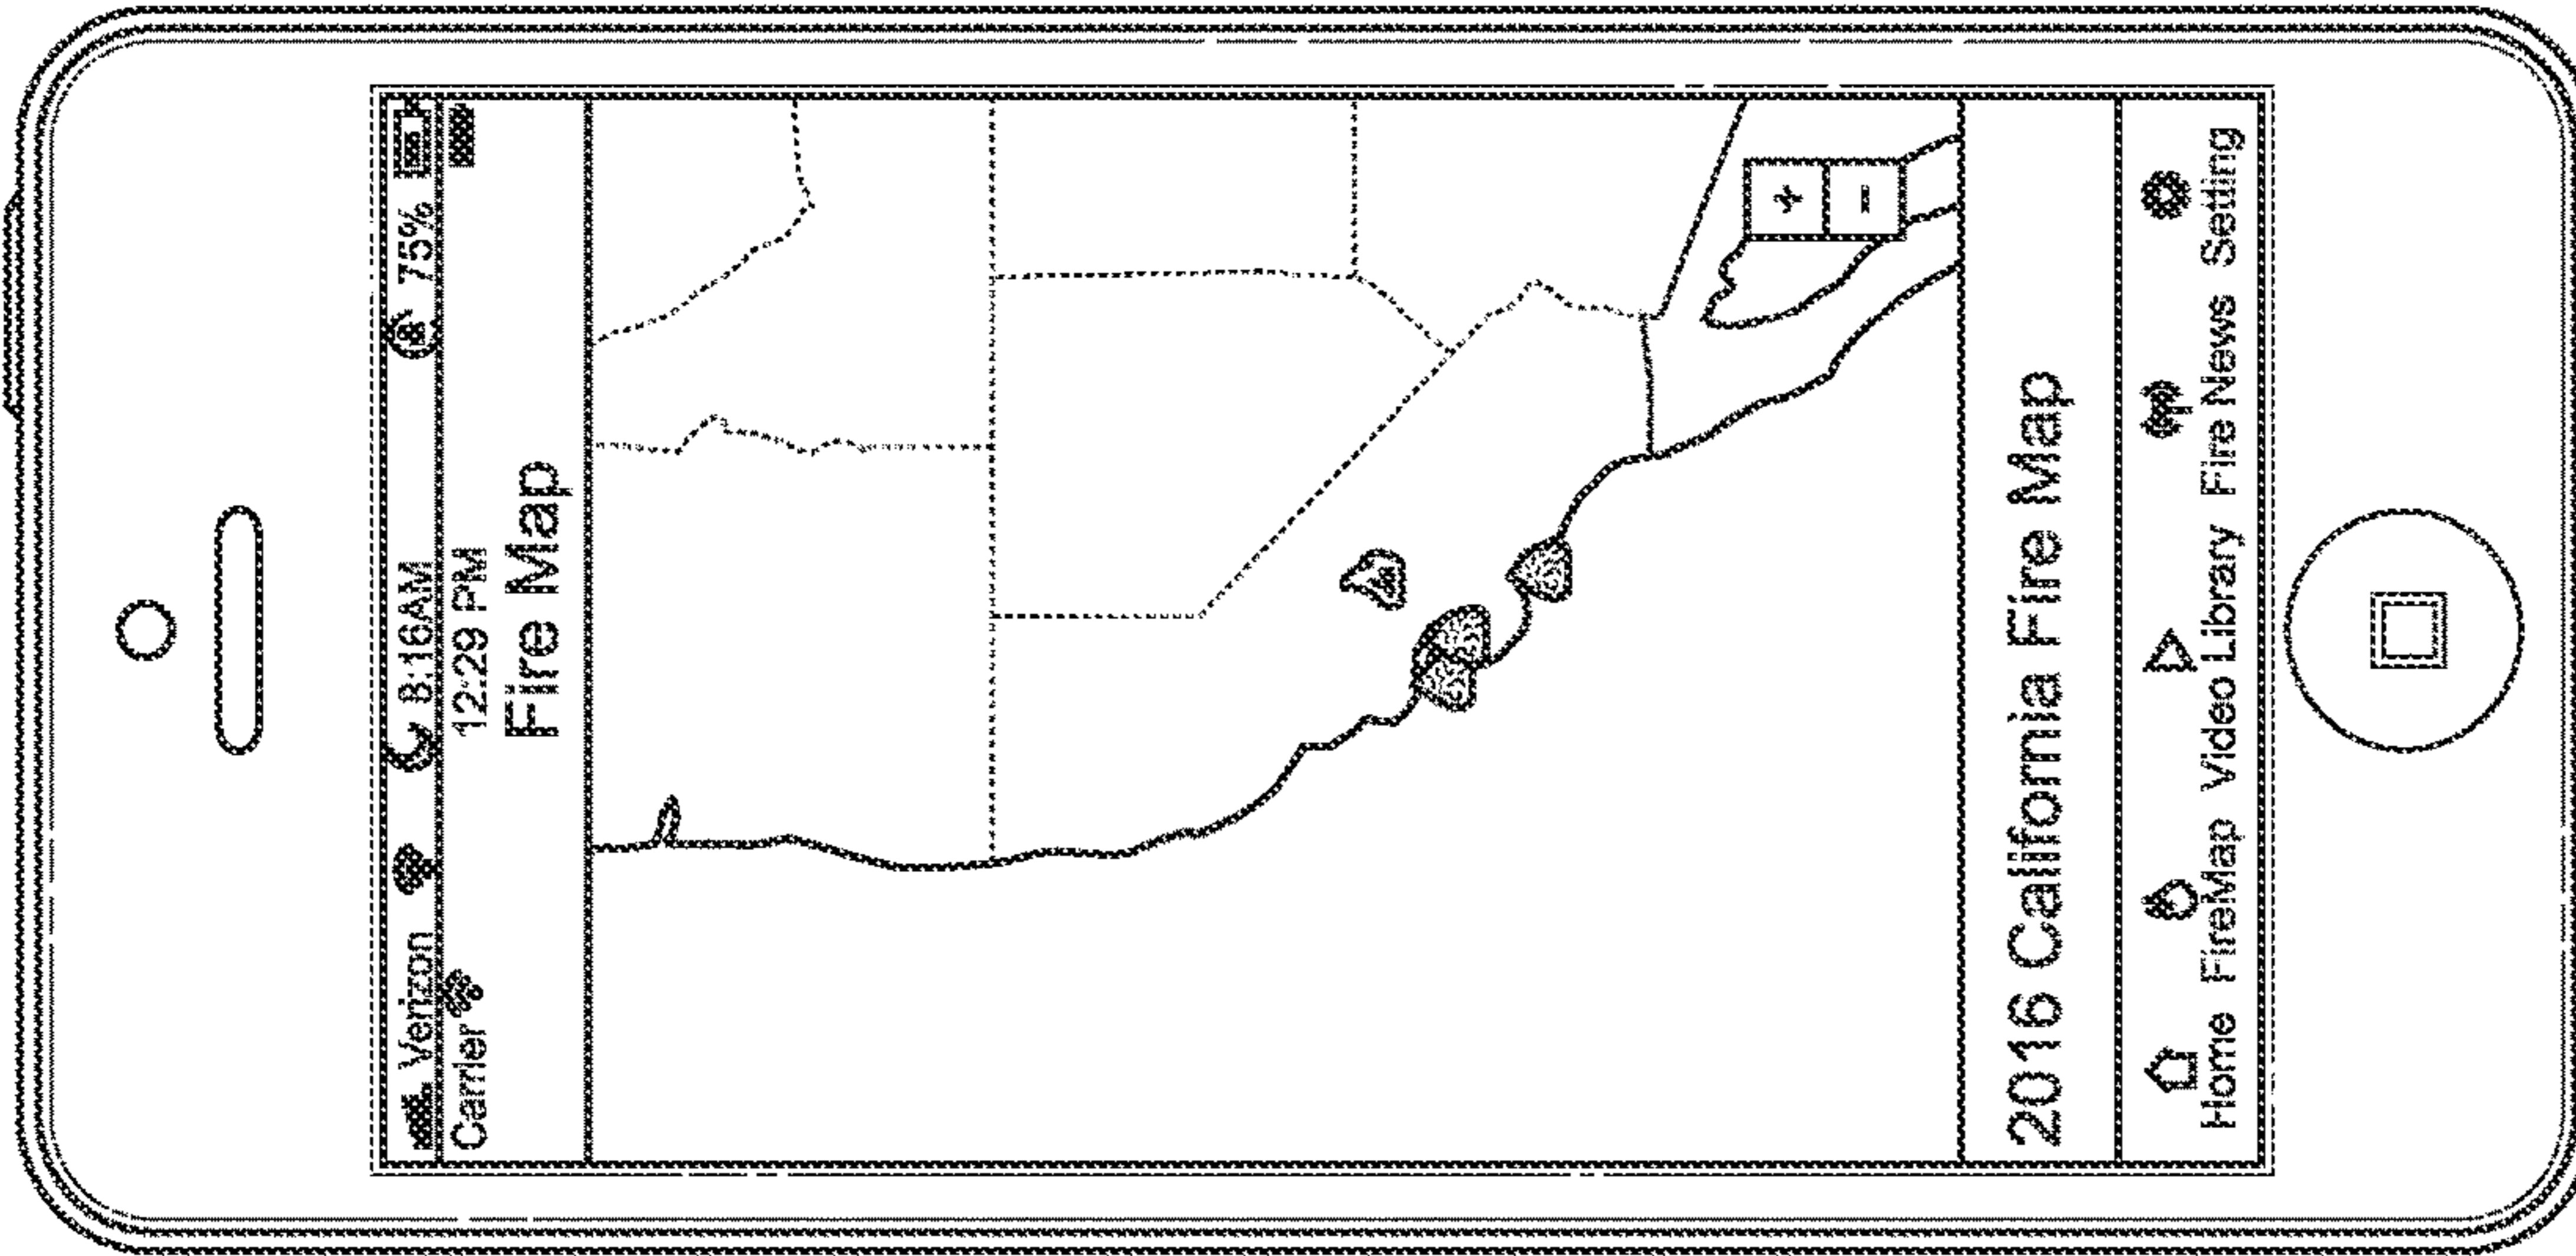 Verizon 8:16AM 75%
Carrier 12:29 PM
Fire Map
+
−
2016 California Fire Map
Home FireMap Video Library Fire News Setting